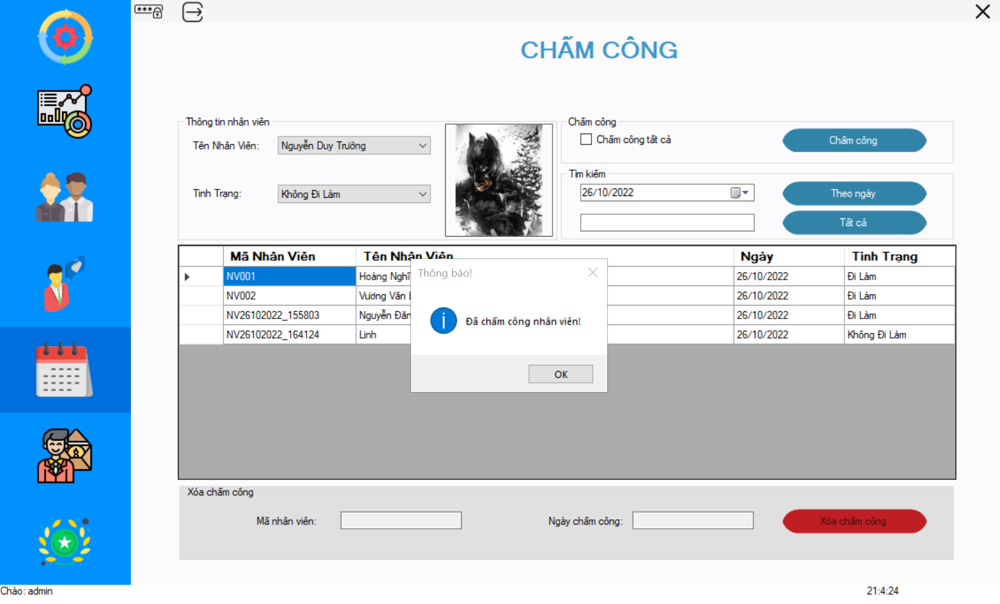 ***
CHẤM CÔNG
Thông tin nhân viên
Tên Nhân Viên: Nguyễn Duy Trường
Tình Trạng: Không Đi Làm
Chấm công
Chấm công tất cả
Chấm công
Tìm kiếm
26/10/2022
Theo ngày
Tất cả
Mã Nhân Viên Tên Nhân Viên Ngày Tình Trạng
NV001 Hoàng 26/10/2022 Đi Làm
NV002 Vương Văn 26/10/2022 Đi Làm
NV26102022_155803 Nguyễn 26/10/2022 Đi Làm
NV26102022_164124 Linh 26/10/2022 Không Đi Làm
Thông báo!
Đã chấm công nhân viên!
OK
Xóa chấm công
Mã nhân viên:
Ngày chấm công:
Xóa chấm công
Chào: admin
21:4:24